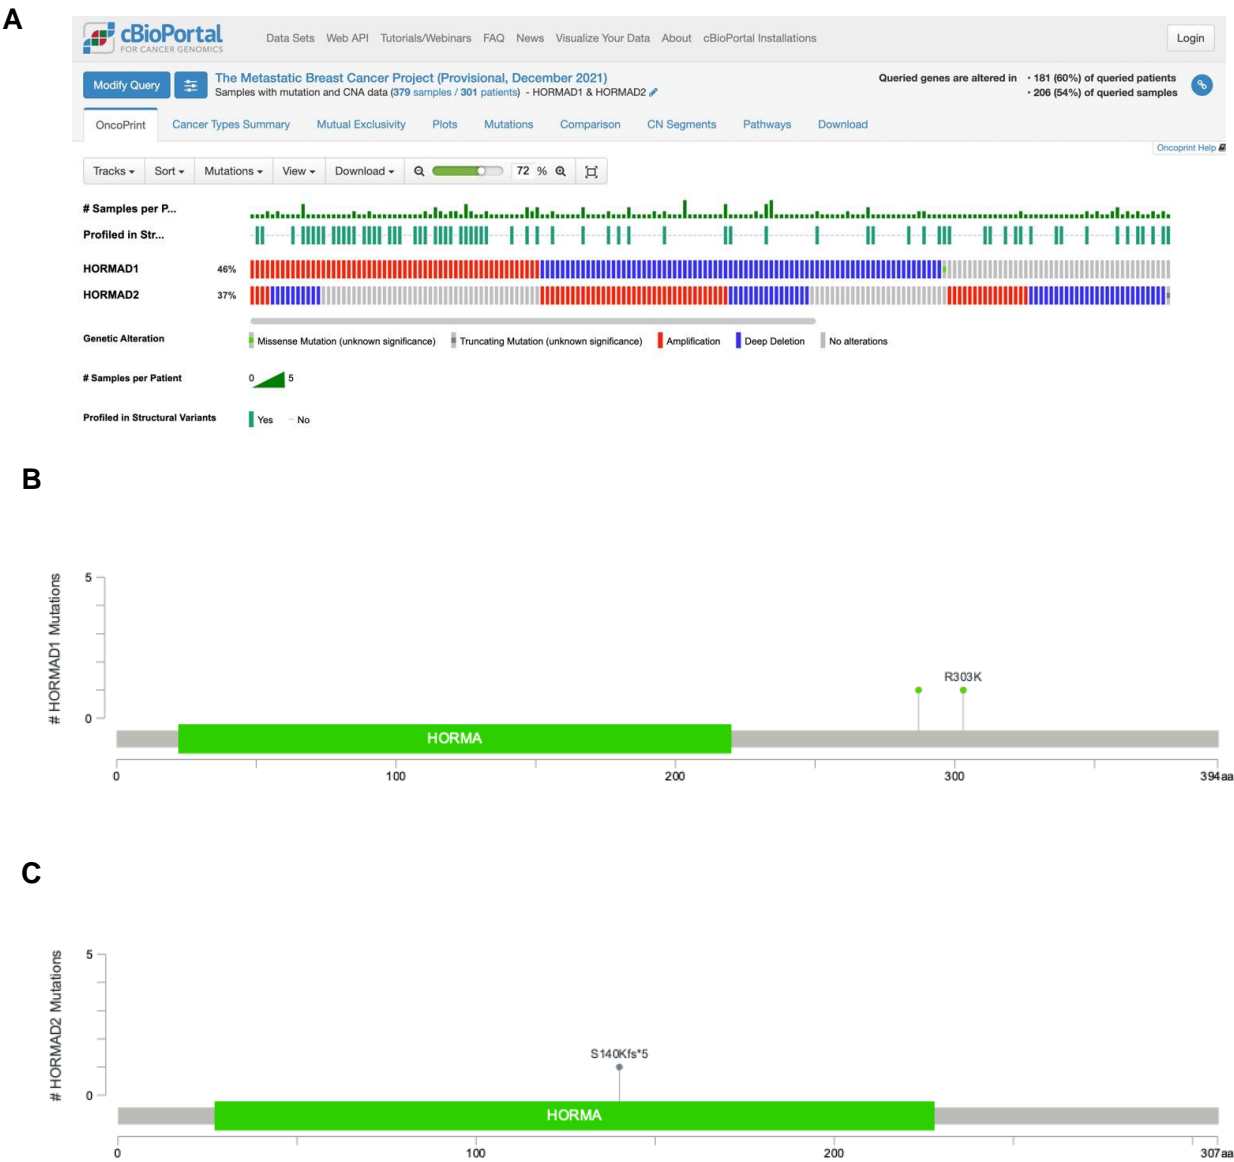 A
cBioPortal
FOR CANCER GENOMICS
Data Sets Web API Tutorials/Webinars FAQ News Visualize Your Data About cBioPortal Installations
Login
Modify Query
The Metastatic Breast Cancer Project (Provisional, December 2021)
Samples with mutation and CNA data (379 samples / 301 patients) - HORMAD1 & HORMAD2
Queried genes are altered in • 181 (60%) of queried patients
• 206 (54%) of queried samples
OncoPrint Cancer Types Summary Mutual Exclusivity Plots Mutations Comparison CN Segments Pathways Download
Oncoprint Help
Tracks Sort Mutations View Download 72 %
# Samples per P...
Profiled in Str...
HORMAD1 46%
HORMAD2 37%
Genetic Alteration Missense Mutation (unknown significance) Truncating Mutation (unknown significance) Amplification Deep Deletion No alterations
# Samples per Patient 0 5
Profiled in Structural Variants Yes – No
B
# HORMAD1 Mutations
5
0
R303K
HORMA
0 100 200 300 394aa
C
# HORMAD2 Mutations
5
0
S140Kfs*5
HORMA
0 100 200 307aa